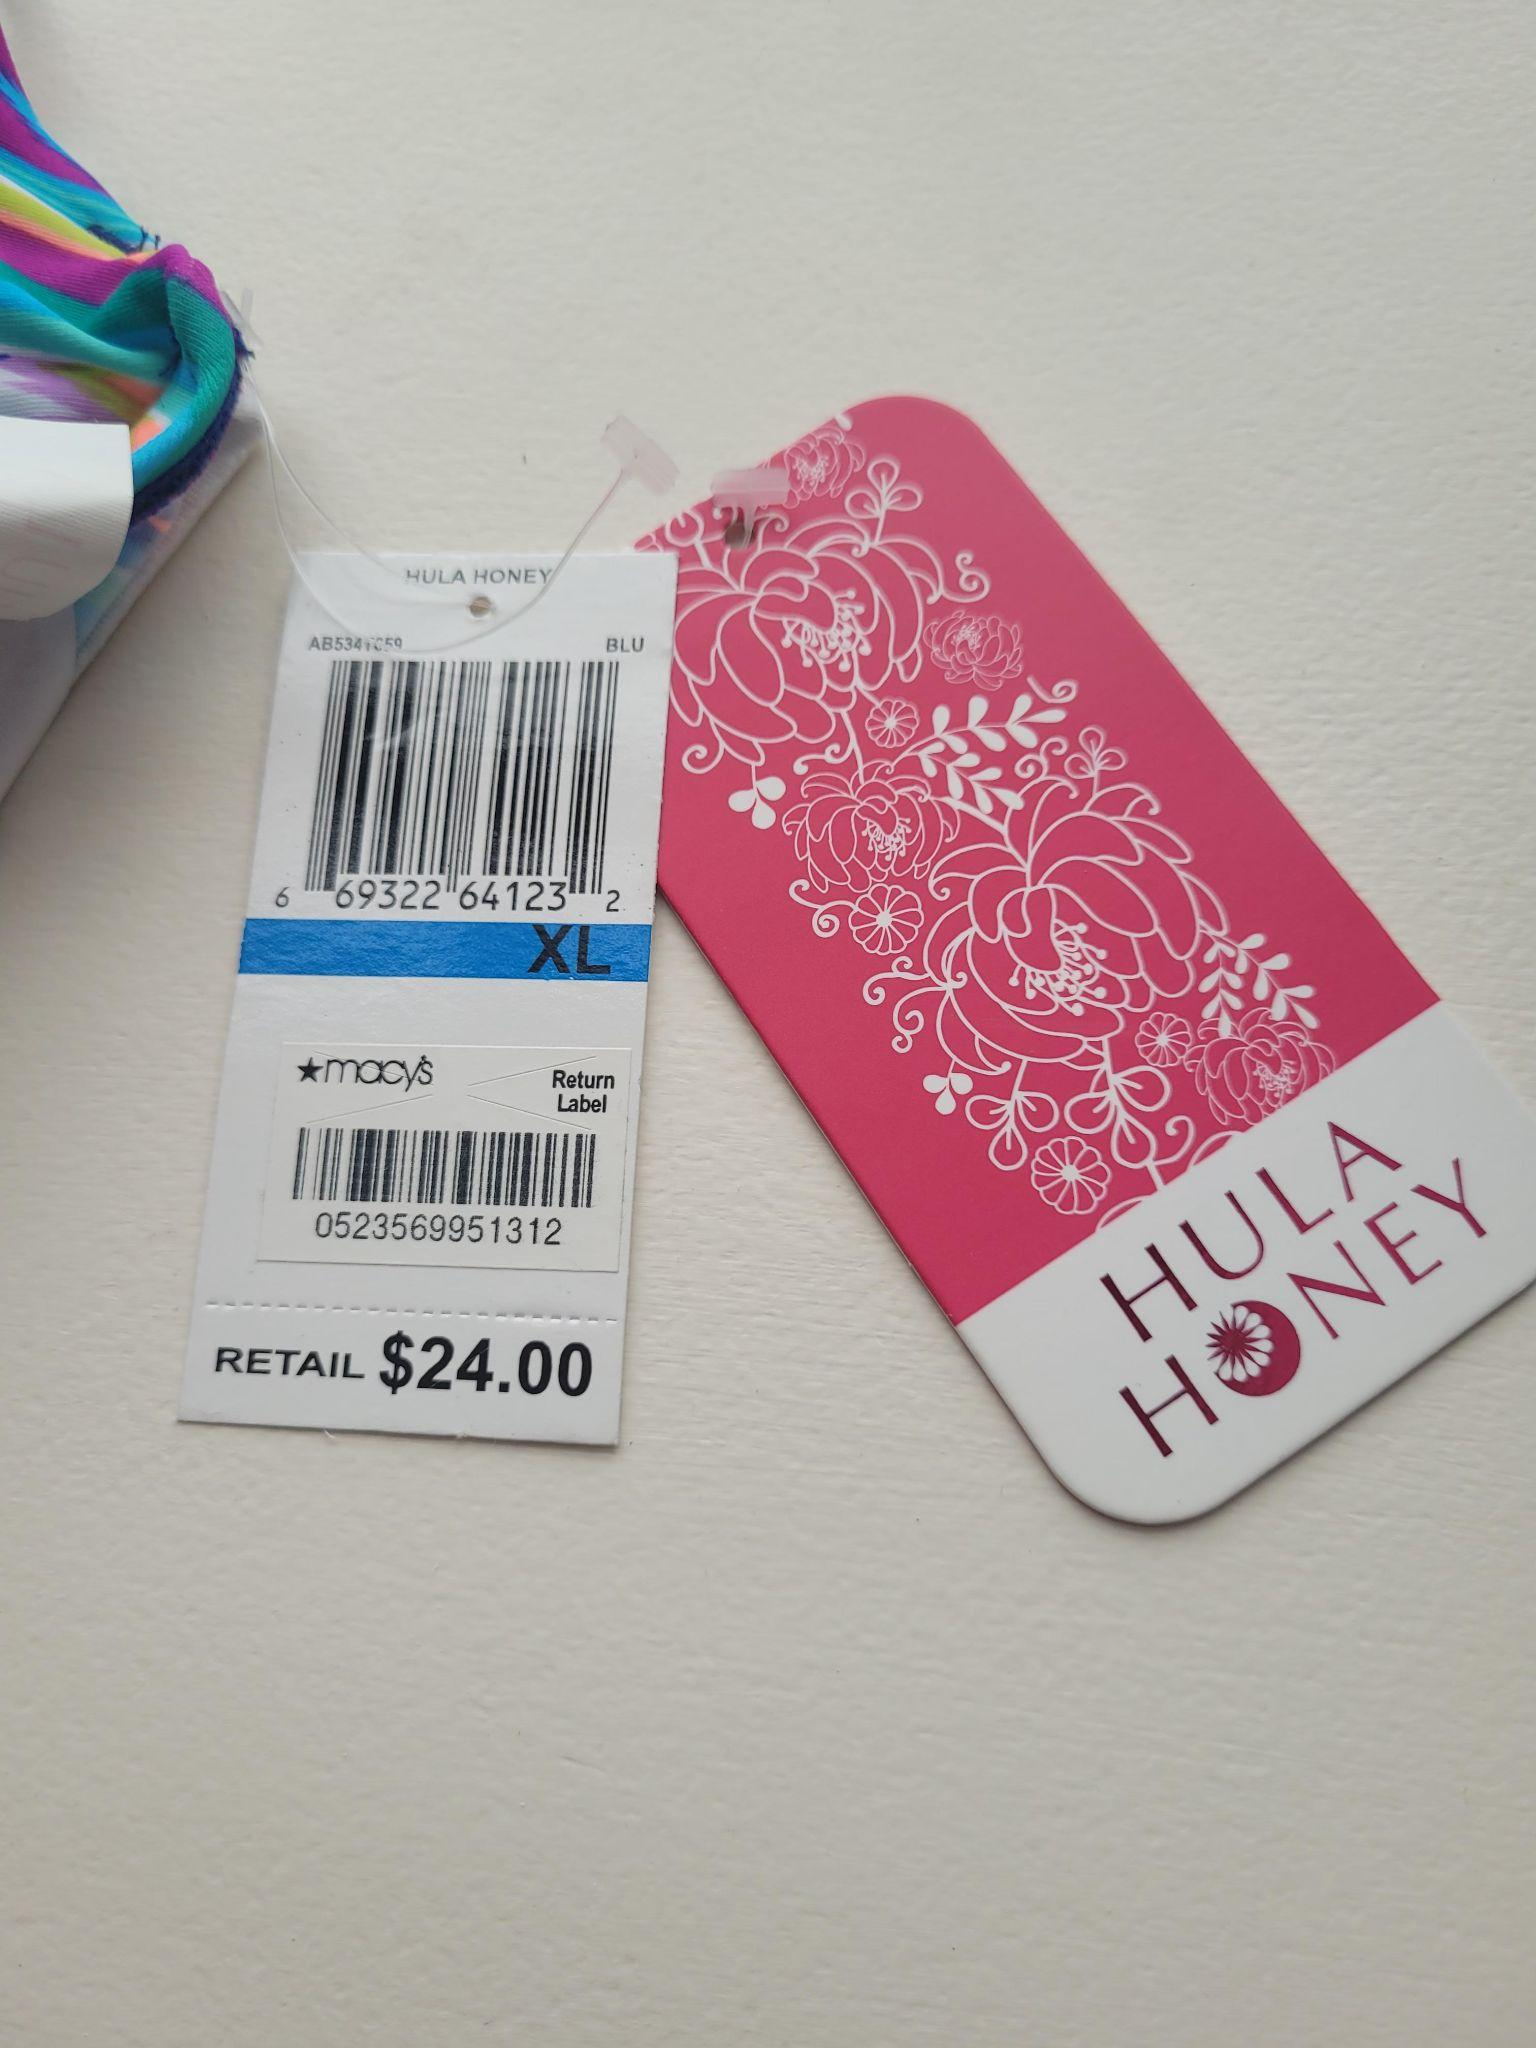 HULA HONEY
BLU
6 69322 64123 2
XL
macy's
Return
Label
0523569951312
RETAIL $24.00
HULA
HONEY